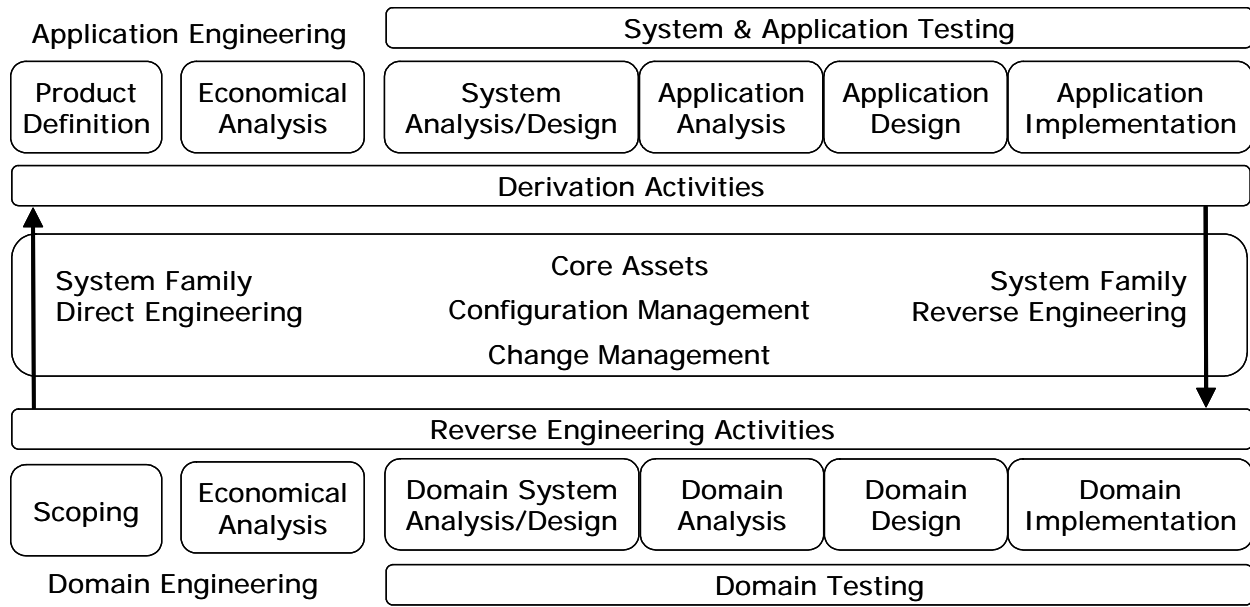 Application Engineering
System & Application Testing
Product
Definition
Economical
Analysis
System
Analysis/Design
Application
Analysis
Application
Design
Application
Implementation
Derivation Activities
System Family
Direct Engineering
Core Assets
Configuration Management
Change Management
System Family
Reverse Engineering
Reverse Engineering Activities
Scoping
Economical
Analysis
Domain System
Analysis/Design
Domain
Analysis
Domain
Design
Domain
Implementation
Domain Engineering
Domain Testing